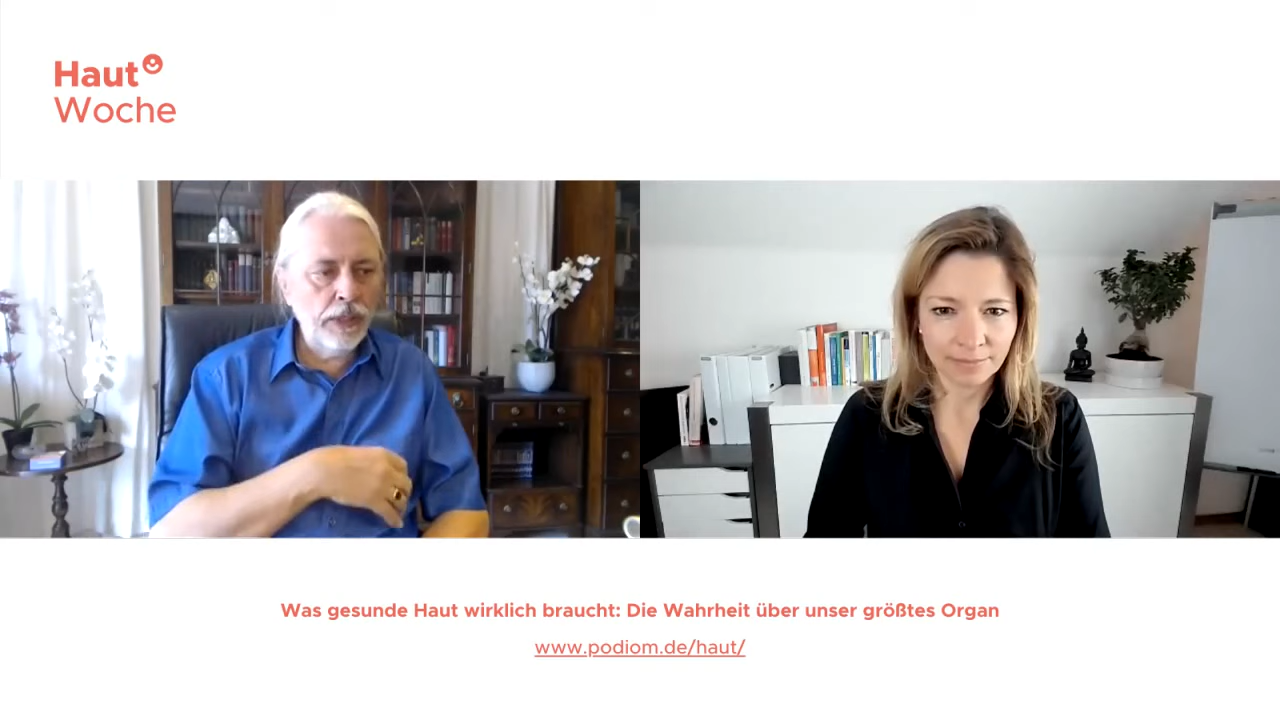 Haut
Woche
Was gesunde Haut wirklich braucht: Die Wahrheit über unser größtes Organ
www.podiom.de/haut/